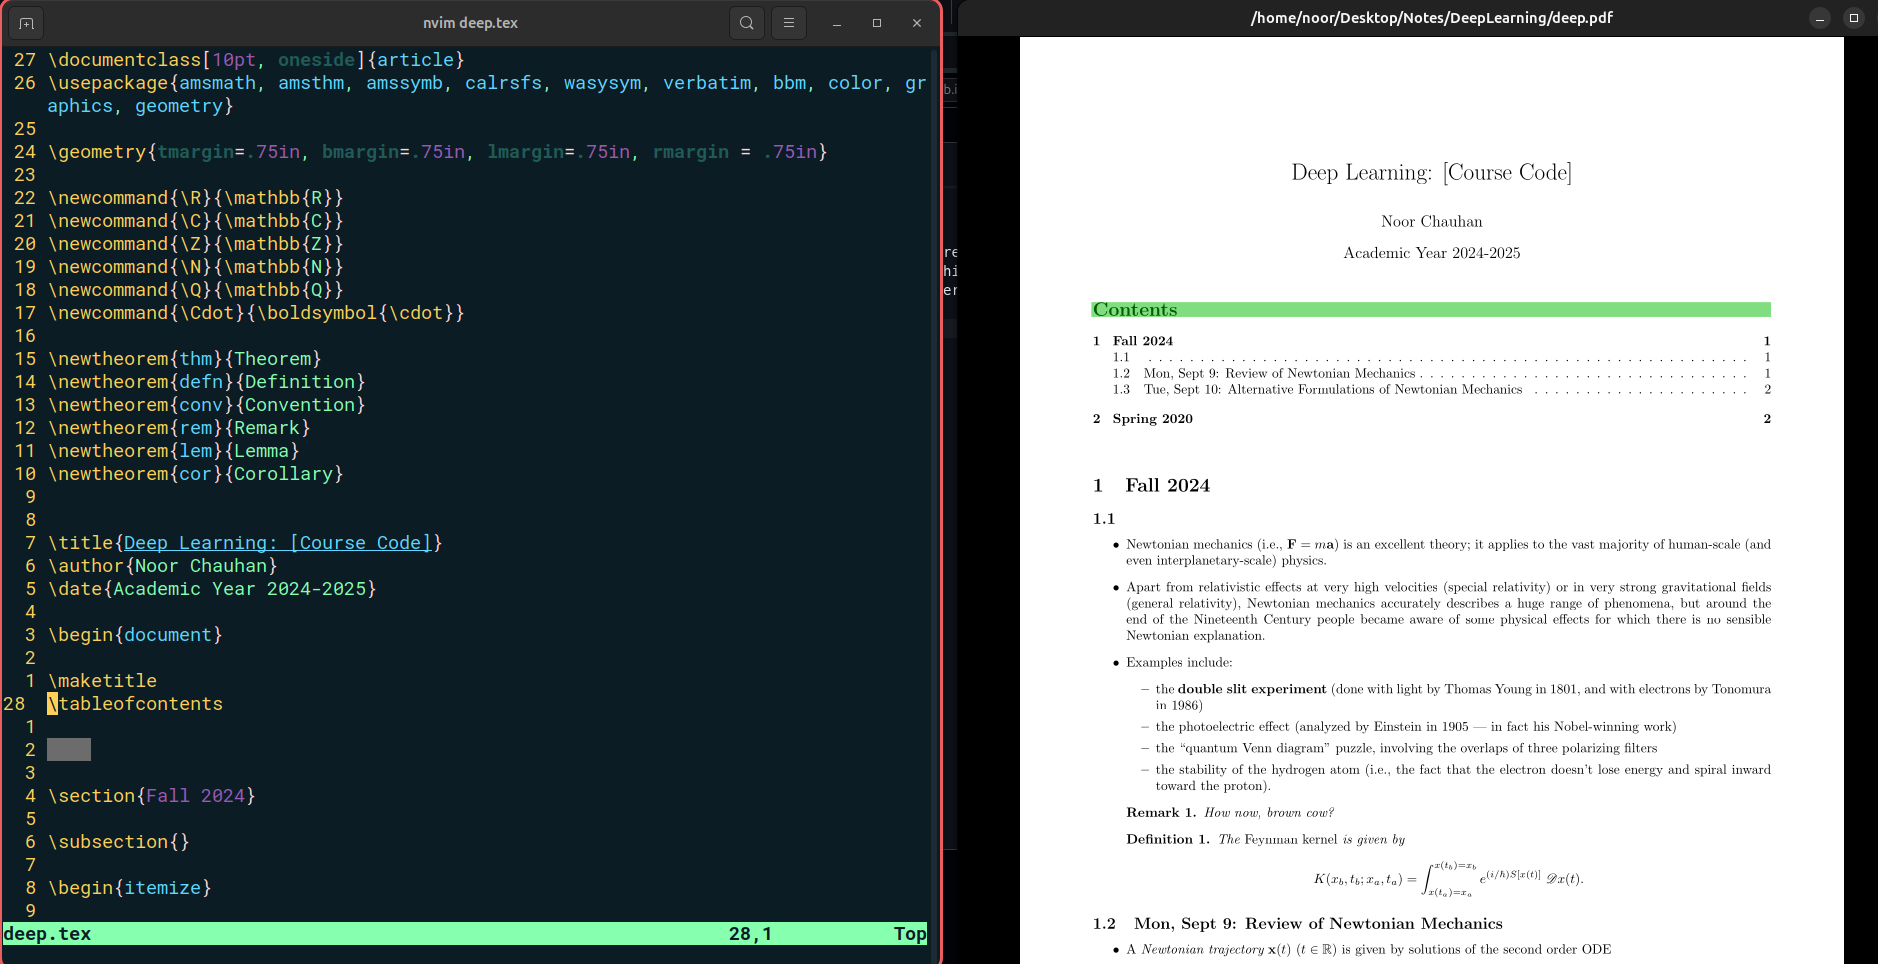 nvim deep.tex
27 \documentclass[10pt, oneside]{article}
26 \usepackage{amsmath, amsthm, amssymb, calrsfs, wasysym, verbatim, bbm, color, gr
aphics, geometry}
25
24 \geometry{tmargin=.75in, bmargin=.75in, lmargin=.75in, rmargin = .75in}
23
22 \newcommand{\R}{\mathbb{R}}
21 \newcommand{\C}{\mathbb{C}}
20 \newcommand{\Z}{\mathbb{Z}}
19 \newcommand{\N}{\mathbb{N}}
18 \newcommand{\Q}{\mathbb{Q}}
17 \newcommand{\Cdot}{\boldsymbol{\cdot}}
16
15 \newtheorem{thm}{Theorem}
14 \newtheorem{defn}{Definition}
13 \newtheorem{conv}{Convention}
12 \newtheorem{rem}{Remark}
11 \newtheorem{lem}{Lemma}
10 \newtheorem{cor}{Corollary}
9
8
7 \title{Deep Learning: [Course Code]}
6 \author{Noor Chauhan}
5 \date{Academic Year 2024-2025}
4
3 \begin{document}
2
1 \maketitle
28 \tableofcontents
1
2
3
4 \section{Fall 2024}
5
6 \subsection{}
7
8 \begin{itemize}
9
deep.tex 28,1 Top
b.i
re
hi
er
/home/noor/Desktop/Notes/DeepLearning/deep.pdf
Deep Learning: [Course Code]
Noor Chauhan
Academic Year 2024-2025
Contents
1 Fall 2024 1
1.1 . . . . . . . . . . . . . . . . . . . . . . . . . . . . . . 1
1.2 Mon, Sept 9: Review of Newtonian Mechanics . . . . . . . . . . . . . . . . 1
1.3 Tue, Sept 10: Alternative Formulations of Newtonian Mechanics . . . . . . . . . . 2
2 Spring 2020 2
1 Fall 2024
1.1
• Newtonian mechanics (i.e., F = ma) is an excellent theory; it applies to the vast majority of human-scale (and
even interplanetary-scale) physics.
• Apart from relativistic effects at very high velocities (special relativity) or in very strong gravitational fields
(general relativity), Newtonian mechanics accurately describes a huge range of phenomena, but around the
end of the Nineteenth Century people became aware of some physical effects for which there is no sensible
Newtonian explanation.
• Examples include:
– the double slit experiment (done with light by Thomas Young in 1801, and with electrons by Tonomura
in 1986)
– the photoelectric effect (analyzed by Einstein in 1905 — in fact his Nobel-winning work)
– the “quantum Venn diagram” puzzle, involving the overlaps of three polarizing filters
– the stability of the hydrogen atom (i.e., the fact that the electron doesn't lose energy and spiral inward
toward the proton).
Remark 1. How now, brown cow?
Definition 1. The Feynman kernel is given by
K(x_b, t_b; x_a, t_a) = ∫_{x(t_a)=x_a}^{x(t_b)=x_b} e^{(i/ℏ)S[x(t)]} 𝒟x(t).
1.2 Mon, Sept 9: Review of Newtonian Mechanics
• A Newtonian trajectory x(t) (t ∈ ℝ) is given by solutions of the second order ODE